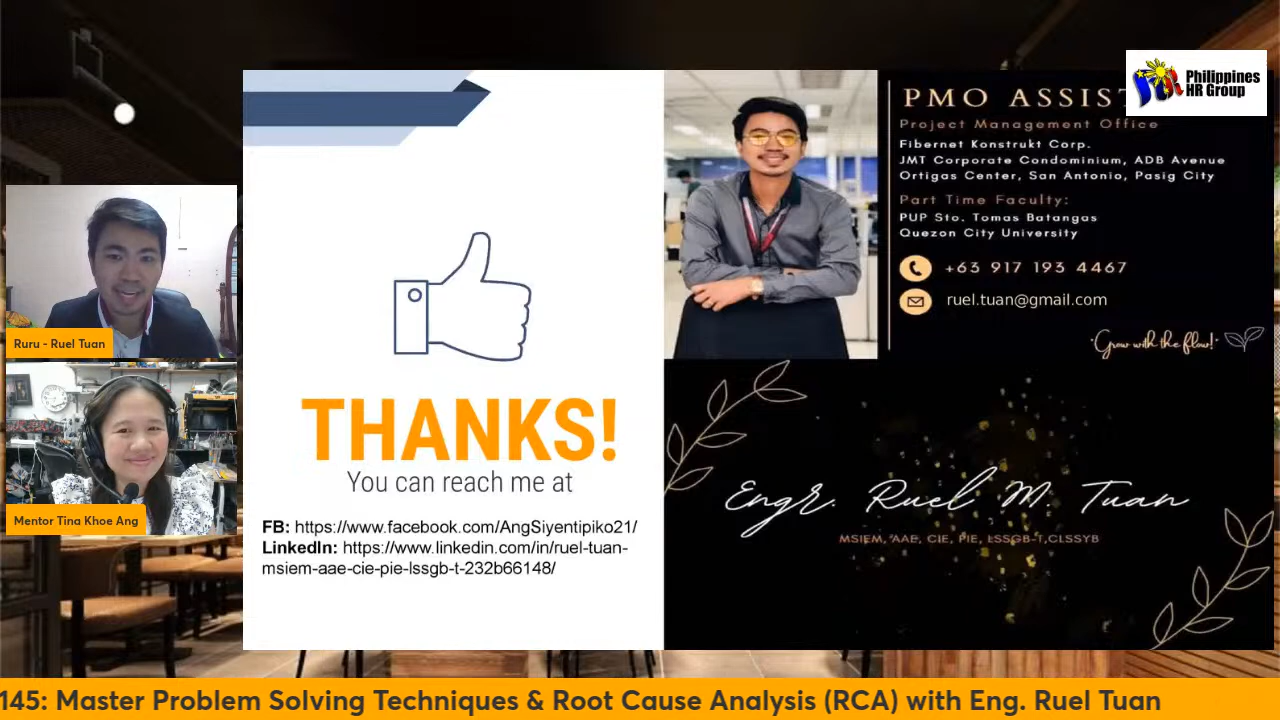 Philippines
HR Group
PMO ASSIST
Project Management Office
Fibernet Konstrukt Corp.
JMT Corporate Condominium, ADB Avenue
Ortigas Center, San Antonio, Pasig City
Part Time Faculty:
PUP Sto. Tomas Batangas
Quezon City University
+63 917 193 4467
ruel.tuan@gmail.com
"Grow with the flow!"
Ruru - Ruel Tuan
Mentor Tina Khoe Ang
THANKS!
You can reach me at
FB: https://www.facebook.com/AngSiyentipiko21/
LinkedIn: https://www.linkedin.com/in/ruel-tuan-
msiem-aae-cie-pie-lssgb-t-232b66148/
Engr. Ruel M. Tuan
MSIEM, AAE, CIE, PIE, LSSGB-T,CLSSYB
145: Master Problem Solving Techniques & Root Cause Analysis (RCA) with Eng. Ruel Tuan